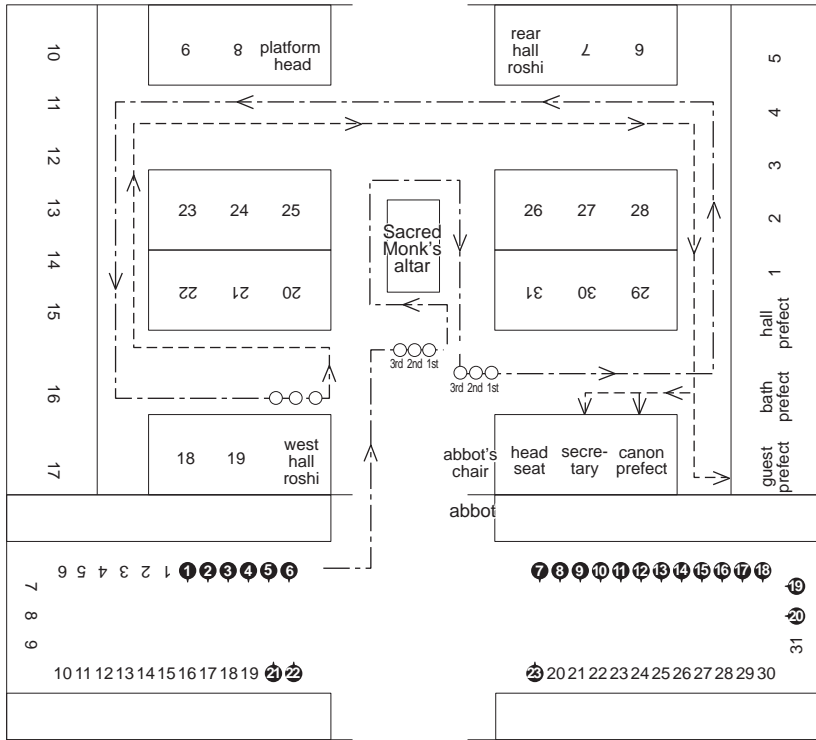 10
9 8 platform
head
rear
hall
roshi
7 6
5
11
4
12
3
13
23 24 25
Sacred
Monk's
altar
26 27 28
2
14
22 21 20
31 30 29
1
15
hall
prefect
3rd 2nd 1st
3rd 2nd 1st
16
bath
prefect
17
18 19 west
hall
roshi
abbot's
chair
head
seat
secre-
tary
canon
prefect
guest
prefect
abbot
6 5 4 3 2 1 1 2 3 4 5 6
7 8 9 10 11 12 13 14 15 16 17 18
7
19
8
20
9
31
10 11 12 13 14 15 16 17 18 19 21 22
23 20 21 22 23 24 25 26 27 28 29 30